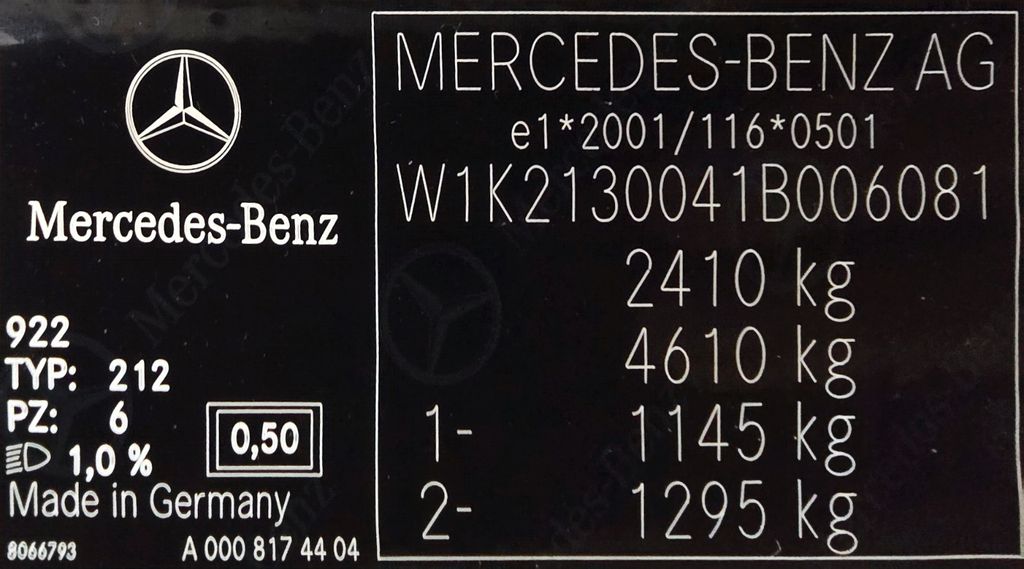 Mercedes-Benz
922
TYP: 212
PZ: 6
1,0 %
0,50
Made in Germany
8066793
A 000 817 44 04
MERCEDES-BENZ AG
e1*2001/116*0501
W1K2130041B006081
2410 kg
4610 kg
1- 1145 kg
2- 1295 kg